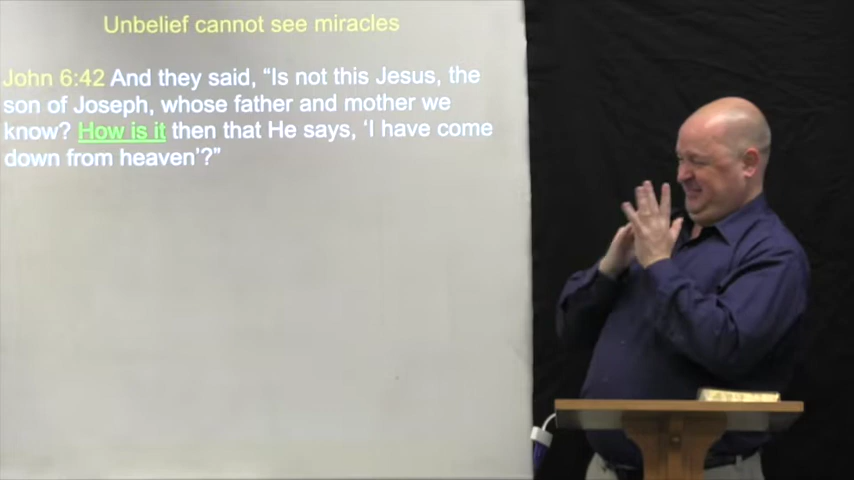 Unbelief cannot see miracles
John 6:42 And they said, “Is not this Jesus, the
son of Joseph, whose father and mother we
know? How is it then that He says, ‘I have come
down from heaven’?”